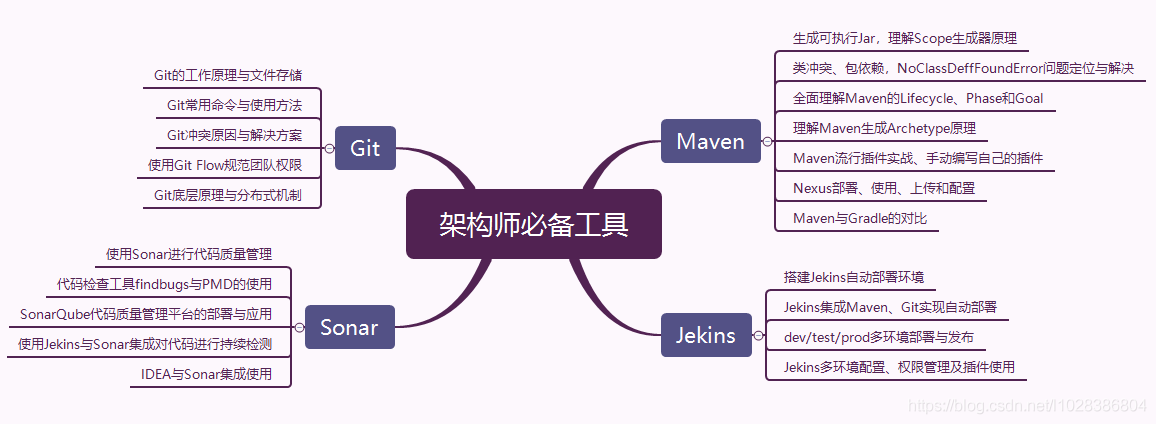 架构师必备工具
Git
Git的工作原理与文件存储
Git常用命令与使用方法
Git冲突原因与解决方案
使用Git Flow规范团队权限
Git底层原理与分布式机制
Sonar
使用Sonar进行代码质量管理
代码检查工具findbugs与PMD的使用
SonarQube代码质量管理平台的部署与应用
使用Jekins与Sonar集成对代码进行持续检测
IDEA与Sonar集成使用
Maven
生成可执行Jar，理解Scope生成器原理
类冲突、包依赖，NoClassDeffFoundError问题定位与解决
全面理解Maven的Lifecycle、Phase和Goal
理解Maven生成Archetype原理
Maven流行插件实战、手动编写自己的插件
Nexus部署、使用、上传和配置
Maven与Gradle的对比
Jekins
搭建Jekins自动部署环境
Jekins集成Maven、Git实现自动部署
dev/test/prod多环境部署与发布
Jekins多环境配置、权限管理及插件使用
https://blog.csdn.net/l1028386804